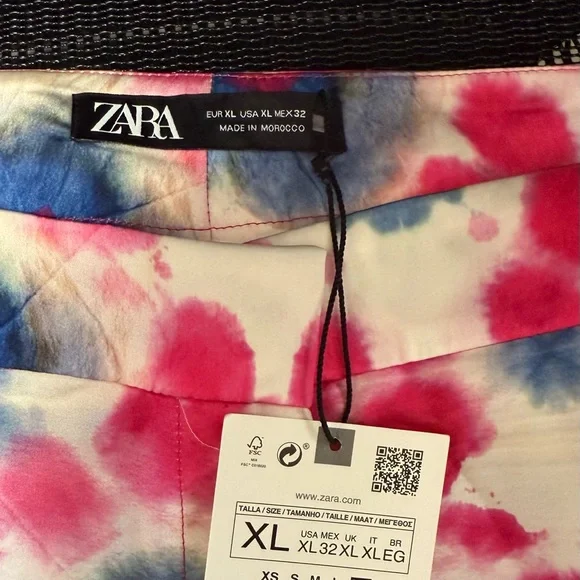 ZARA
EUR XL USA XL MEX 32
MADE IN MOROCCO
FSC
www.zara.com
TALLA / SIZE / TAMANHO / TAILLE / MAAT / ΜΕΓΕΘΟΣ
XL
USA MEX UK IT BR
XL 32 XL XL EG
XS S M L